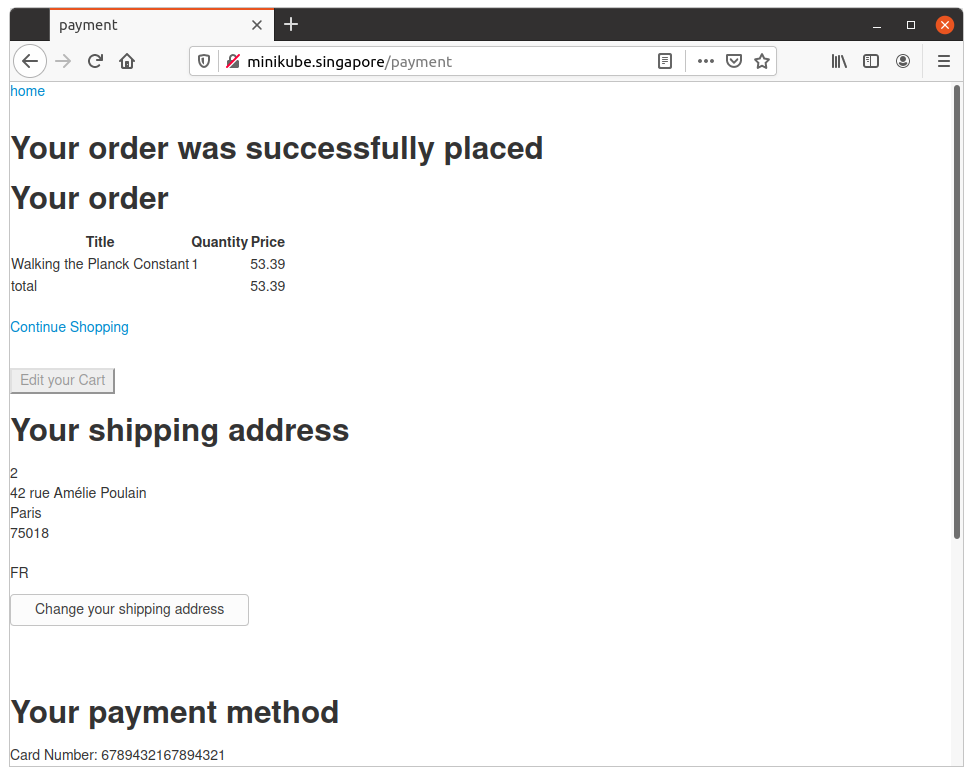 payment
minikube.singapore/payment
home
Your order was successfully placed
Your order
Title Quantity Price
Walking the Planck Constant 1 53.39
total 53.39
Continue Shopping
Edit your Cart
Your shipping address
2
42 rue Amélie Poulain
Paris
75018
FR
Change your shipping address
Your payment method
Card Number: 6789432167894321